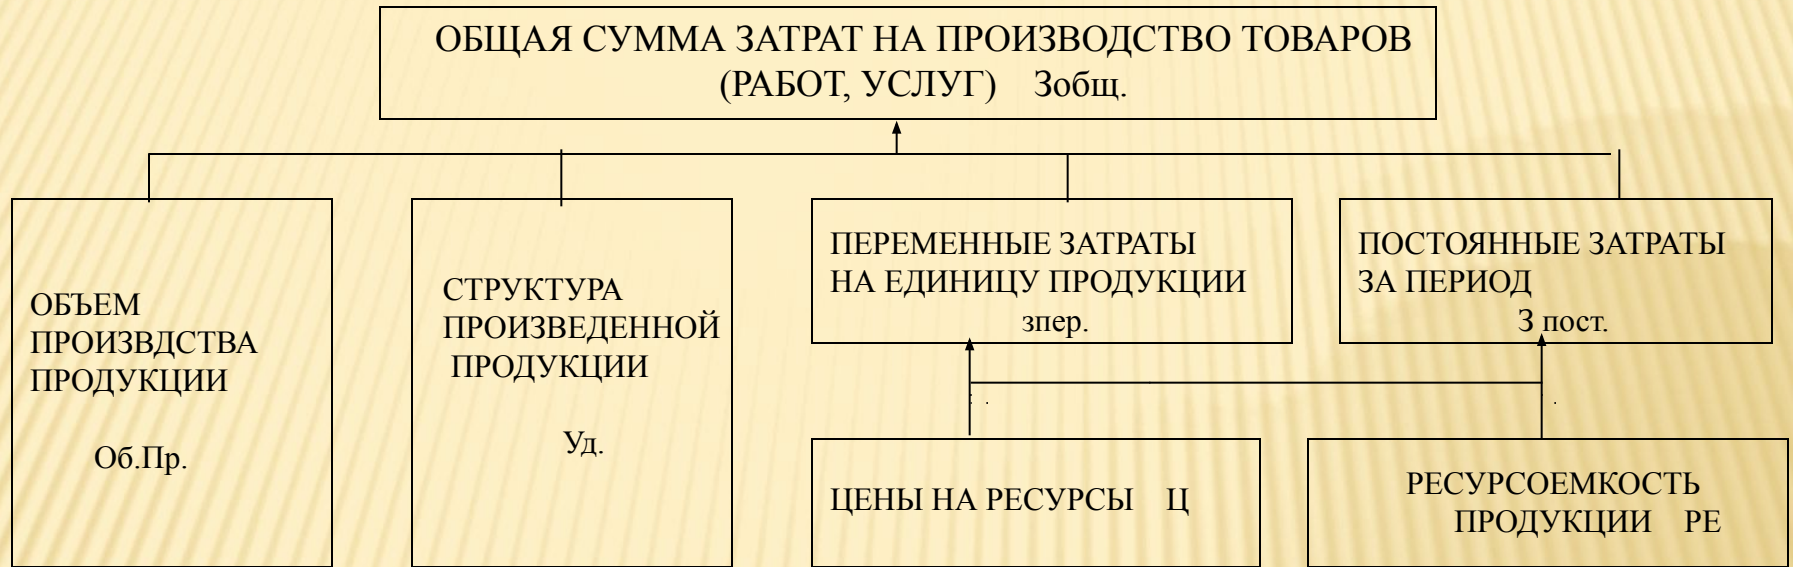 ОБЩАЯ СУММА ЗАТРАТ НА ПРОИЗВОДСТВО ТОВАРОВ
(РАБОТ, УСЛУГ) Зобщ.
ОБЪЕМ
ПРОИЗВДСТВА
ПРОДУКЦИИ
Об.Пр.
СТРУКТУРА
ПРОИЗВЕДЕННОЙ
ПРОДУКЦИИ
Уд.
ПЕРЕМЕННЫЕ ЗАТРАТЫ
НА ЕДИНИЦУ ПРОДУКЦИИ
зпер.
ПОСТОЯННЫЕ ЗАТРАТЫ
ЗА ПЕРИОД
З пост.
ЦЕНЫ НА РЕСУРСЫ Ц
РЕСУРСОЕМКОСТЬ
ПРОДУКЦИИ РЕ